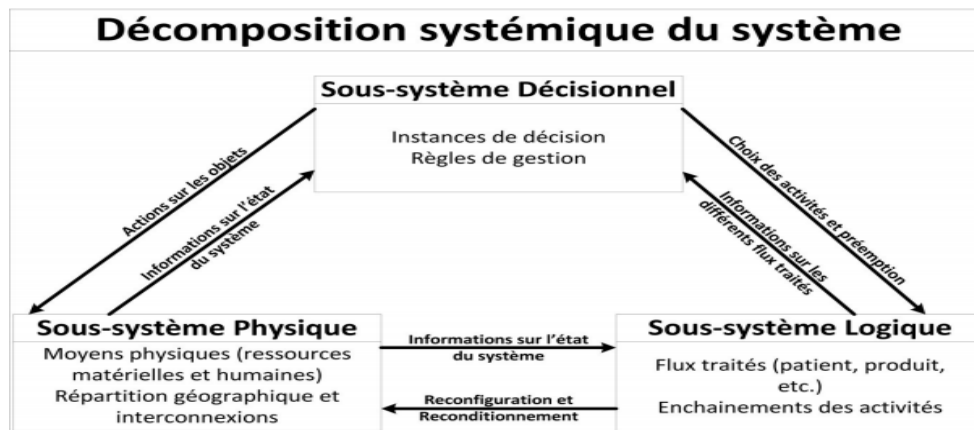 Décomposition systémique du système
Sous-système Décisionnel
Instances de décision
Règles de gestion
Actions sur les objets
Informations sur l'état
du système
Choix des activités et préemption
Informations sur les
différents flux traités
Sous-système Physique
Moyens physiques (ressources
matérielles et humaines)
Répartition géographique et
interconnexions
Informations sur l'état
du système
Reconfiguration et
Reconditionnement
Sous-système Logique
Flux traités (patient, produit,
etc.)
Enchainements des activités